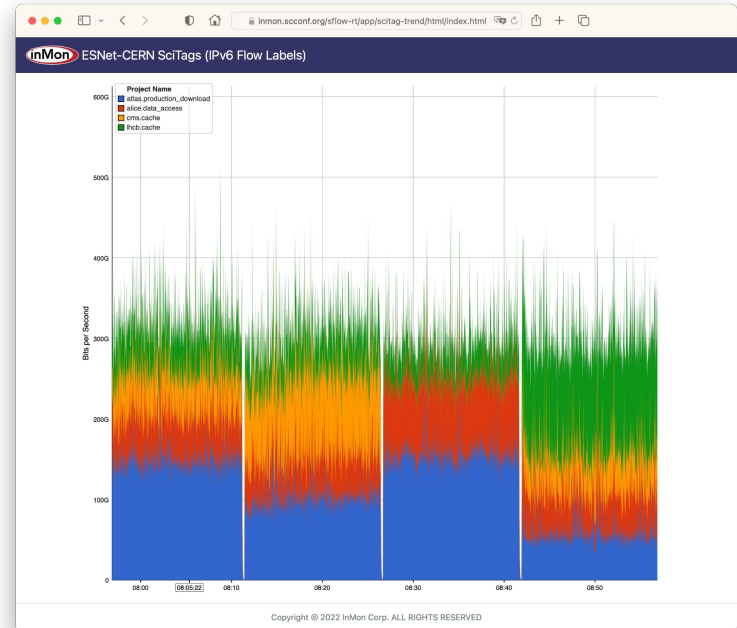 inmon.scconf.org/sflow-rt/app/scitag-trend/html/index.html
inMon ESNet-CERN SciTags (IPv6 Flow Labels)
Project Name
atlas.production_download
alice.data_access
cms.cache
lhcb.cache
600G
500G
400G
300G
200G
100G
0
Bits per Second
08:00 08:05:22 08:10 08:20 08:30 08:40 08:50
Copyright © 2022 InMon Corp. ALL RIGHTS RESERVED